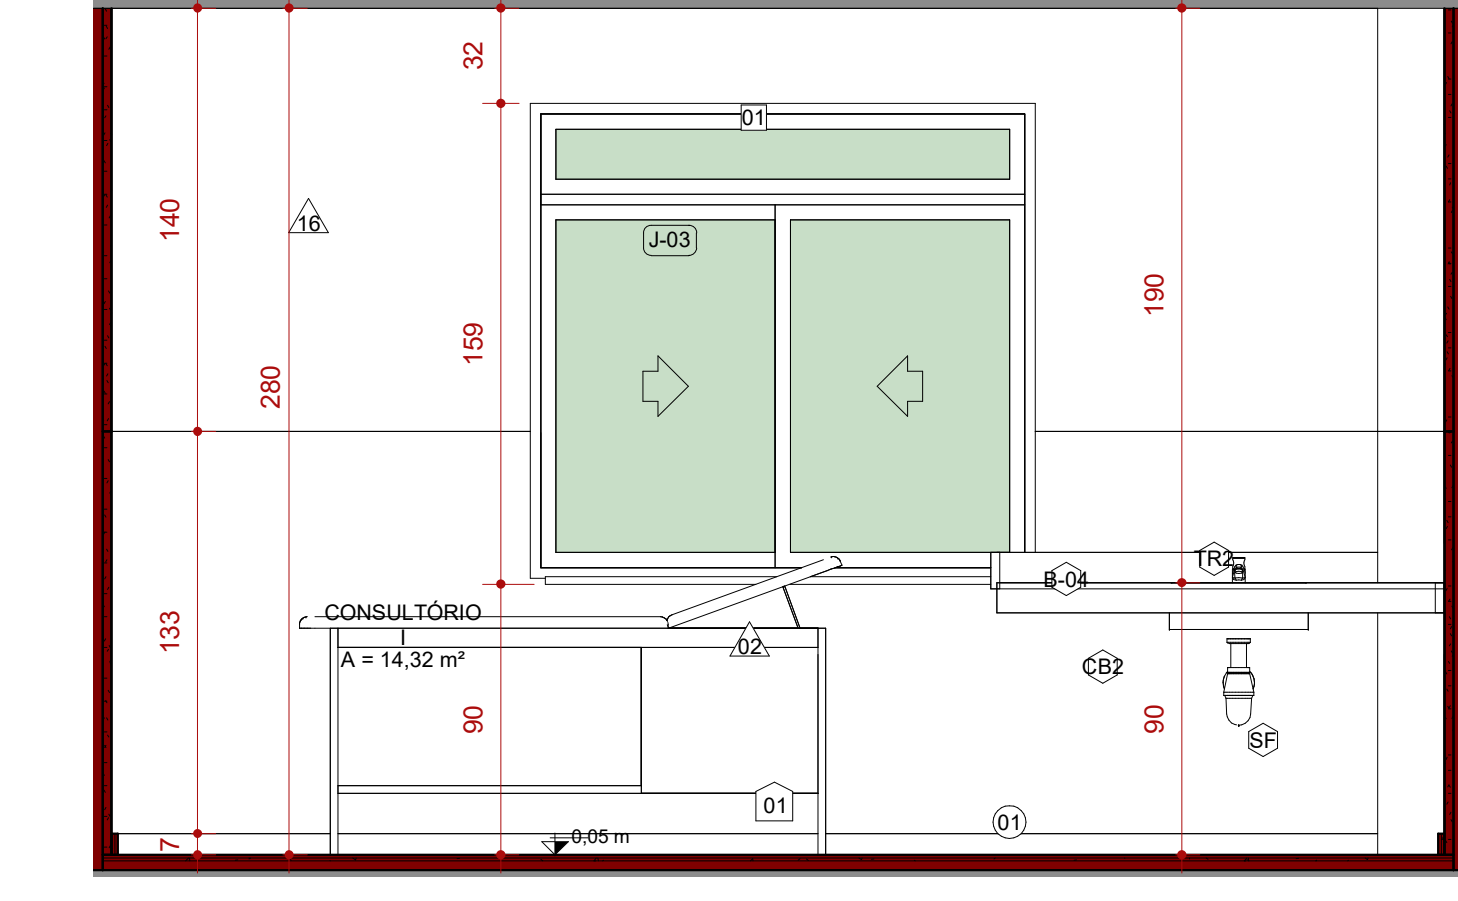 32
01
140
16
J-03
190
159
280
TR2
B-04
CONSULTÓRIO
A = 14,32 m²
133
02
CB2
90
90
SF
01
01
0,05 m
7